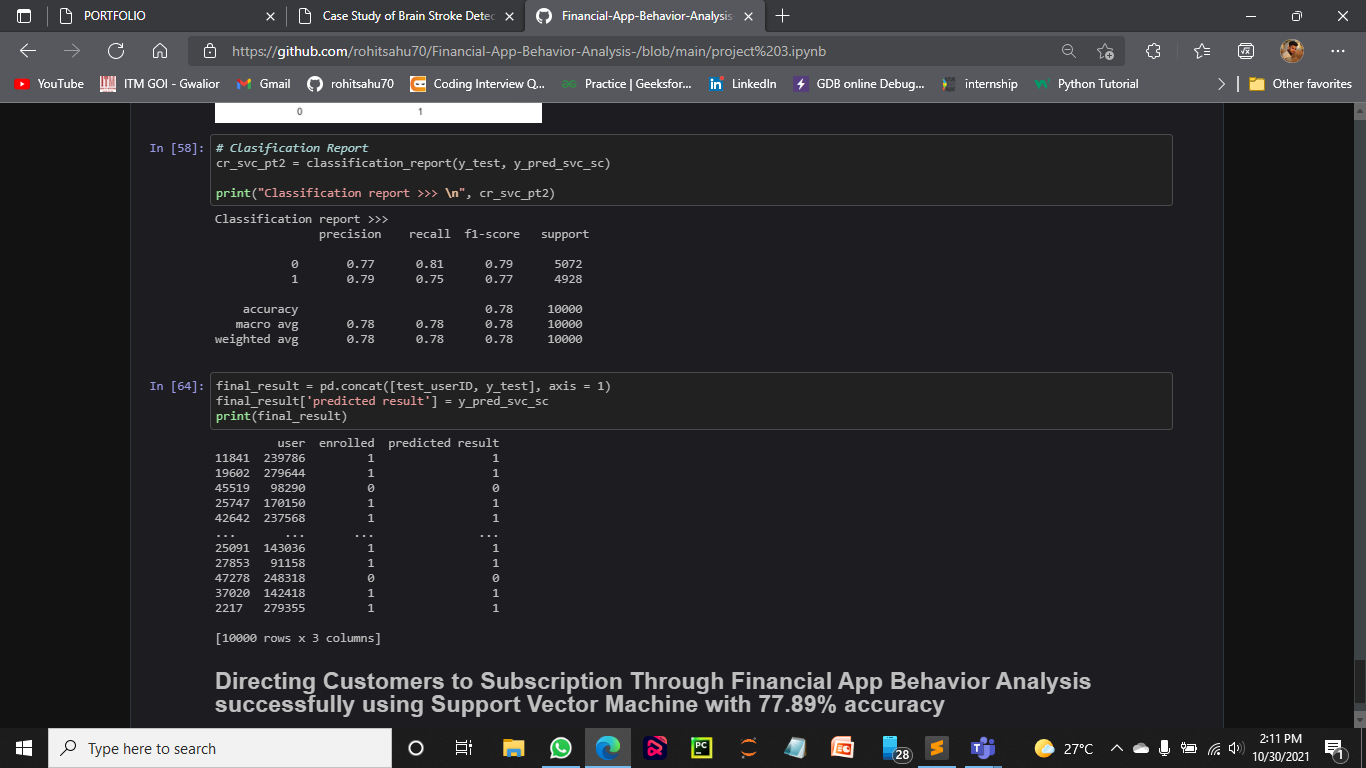 PORTFOLIO
Case Study of Brain Stroke Detec
Financial-App-Behavior-Analysis-
https://github.com/rohitsahu70/Financial-App-Behavior-Analysis-/blob/main/project%203.ipynb
YouTube ITM GOI - Gwalior Gmail rohitsahu70 Coding Interview Q... Practice | Geeksfor... LinkedIn GDB online Debug... internship Python Tutorial Other favorites
0 1
In [58]: # Clasification Report
cr_svc_pt2 = classification_report(y_test, y_pred_svc_sc)
print("Classification report >>> \n", cr_svc_pt2)
Classification report >>>
precision recall f1-score support
0 0.77 0.81 0.79 5072
1 0.79 0.75 0.77 4928
accuracy 0.78 10000
macro avg 0.78 0.78 0.78 10000
weighted avg 0.78 0.78 0.78 10000
In [64]: final_result = pd.concat([test_userID, y_test], axis = 1)
final_result['predicted result'] = y_pred_svc_sc
print(final_result)
user enrolled predicted result
11841 239786 1 1
19602 279644 1 1
45519 98290 0 0
25747 170150 1 1
42642 237568 1 1
... ... ... ...
25091 143036 1 1
27853 91158 1 1
47278 248318 0 0
37020 142418 1 1
2217 279355 1 1
[10000 rows x 3 columns]
Directing Customers to Subscription Through Financial App Behavior Analysis
successfully using Support Vector Machine with 77.89% accuracy
Type here to search
PC
28
27°C
2:11 PM
10/30/2021
1